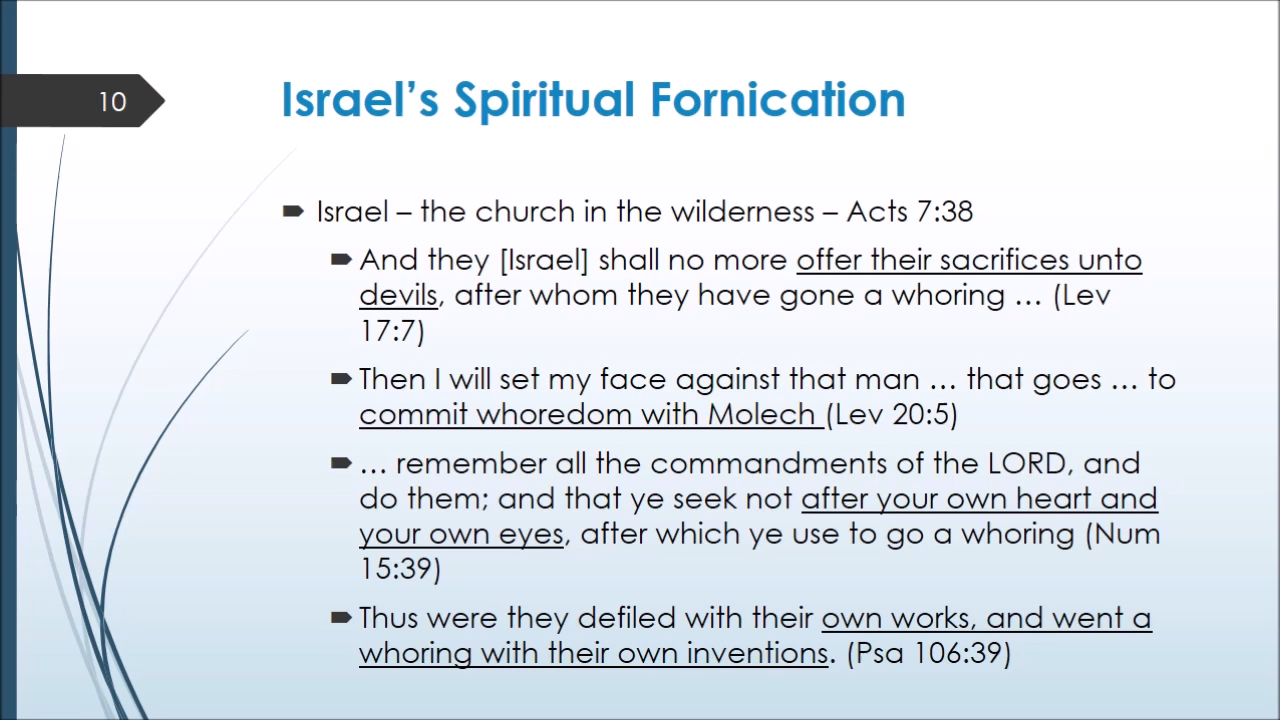 10
Israel’s Spiritual Fornication
Israel – the church in the wilderness – Acts 7:38
And they [Israel] shall no more offer their sacrifices unto
devils, after whom they have gone a whoring … (Lev
17:7)
Then I will set my face against that man … that goes … to
commit whoredom with Molech (Lev 20:5)
… remember all the commandments of the LORD, and
do them; and that ye seek not after your own heart and
your own eyes, after which ye use to go a whoring (Num
15:39)
Thus were they defiled with their own works, and went a
whoring with their own inventions. (Psa 106:39)